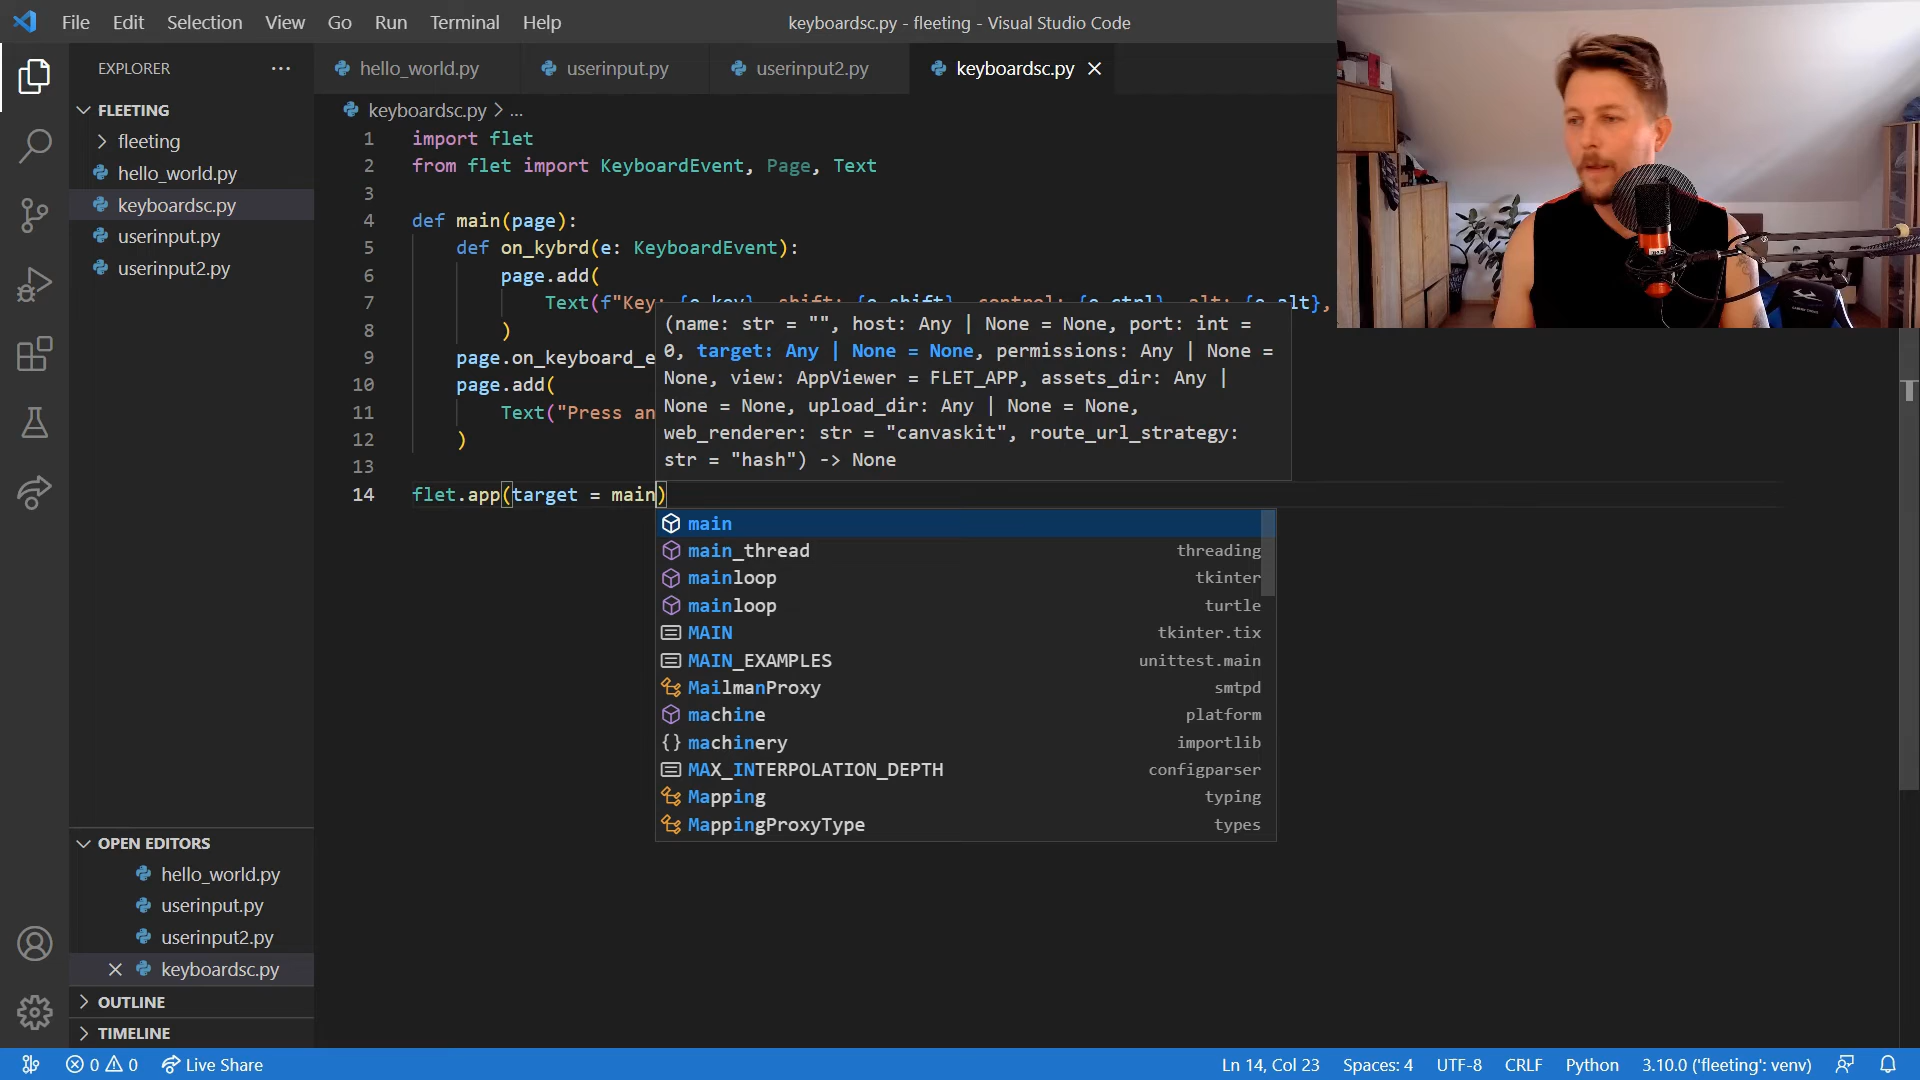 File Edit Selection View Go Run Terminal Help
keyboardsc.py - fleeting - Visual Studio Code
EXPLORER
FLEETING
fleeting
hello_world.py
keyboardsc.py
userinput.py
userinput2.py
hello_world.py userinput.py userinput2.py keyboardsc.py
keyboardsc.py > ...
1 import flet
2 from flet import KeyboardEvent, Page, Text
3
4 def main(page):
5 def on_kybrd(e: KeyboardEvent):
6 page.add(
7 Text(f"Key: {e.key}, shift: {e.shift}, control: {e.ctrl}, alt: {e.alt},
8 )
9 page.on_keyboard_e
10 page.add(
11 Text("Press an
12 )
13
14 flet.app(target = main)
(name: str = "", host: Any | None = None, port: int =
0, target: Any | None = None, permissions: Any | None =
None, view: AppViewer = FLET_APP, assets_dir: Any |
None = None, upload_dir: Any | None = None,
web_renderer: str = "canvaskit", route_url_strategy:
str = "hash") -> None
main
main_thread threading
mainloop tkinter
mainloop turtle
MAIN tkinter.tix
MAIN_EXAMPLES unittest.main
MailmanProxy smtpd
machine platform
machinery importlib
MAX_INTERPOLATION_DEPTH configparser
Mapping typing
MappingProxyType types
OPEN EDITORS
hello_world.py
userinput.py
userinput2.py
keyboardsc.py
OUTLINE
TIMELINE
0 0 Live Share
Ln 14, Col 23 Spaces: 4 UTF-8 CRLF Python 3.10.0 ('fleeting': venv)